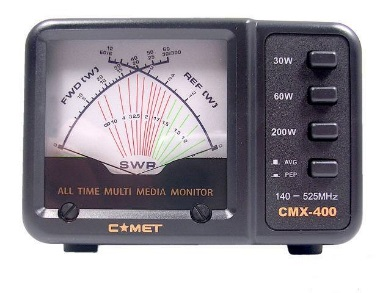 FWD(W)
REF(W)
SWR
ALL TIME MULTI MEDIA MONITOR
COMET
30W
60W
200W
AVG
PEP
140 ~ 525MHz
CMX-400